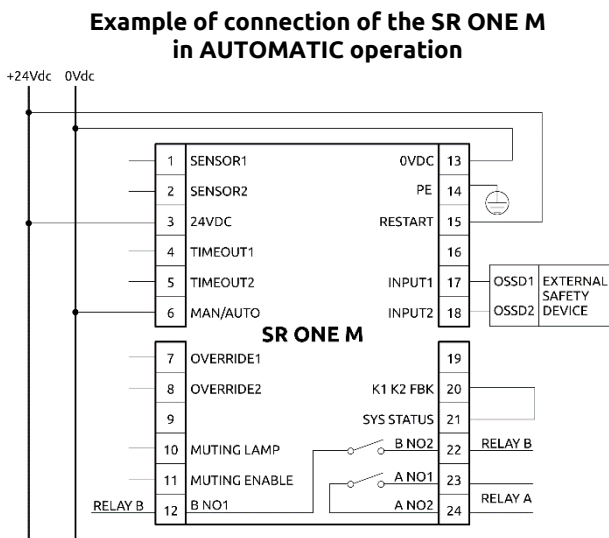 Example of connection of the SR ONE M
in AUTOMATIC operation
+24Vdc 0Vdc
1 SENSOR1 0VDC 13
2 SENSOR2 PE 14
3 24VDC RESTART 15
4 TIMEOUT1 16
5 TIMEOUT2 INPUT1 17 OSSD1 EXTERNAL
SAFETY
6 MAN/AUTO INPUT2 18 OSSD2 DEVICE
SR ONE M
7 OVERRIDE1 19
8 OVERRIDE2 K1 K2 FBK 20
9 SYS STATUS 21
10 MUTING LAMP B NO2 22 RELAY B
11 MUTING ENABLE A NO1 23
RELAY A
RELAY B 12 B NO1 A NO2 24